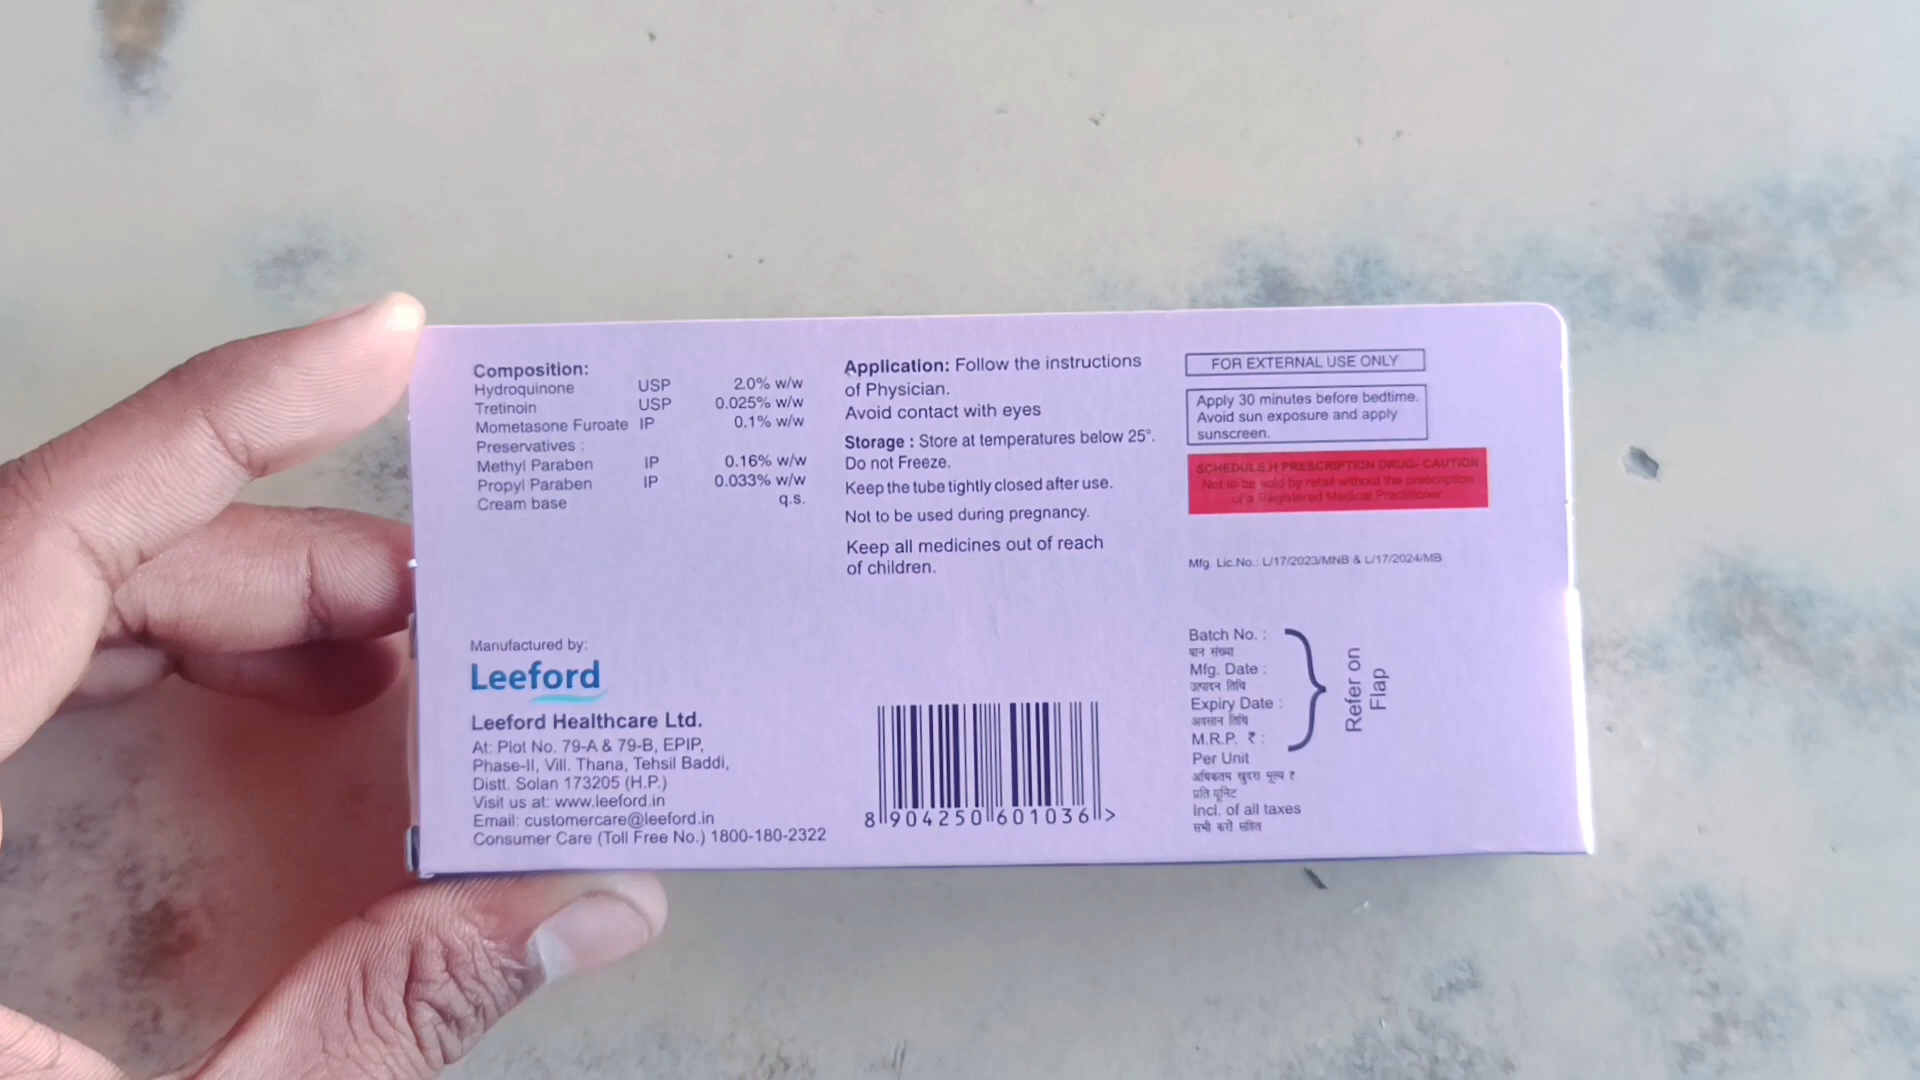 Composition:
Hydroquinone USP 2.0% w/w
Tretinoin USP 0.025% w/w
Mometasone Furoate IP 0.1% w/w
Preservatives :
Methyl Paraben IP 0.16% w/w
Propyl Paraben IP 0.033% w/w
Cream base q.s.
Manufactured by:
Leeford
Leeford Healthcare Ltd.
At: Plot No. 79-A & 79-B, EPIP,
Phase-II, Vill. Thana, Tehsil Baddi,
Distt. Solan 173205 (H.P.)
Visit us at: www.leeford.in
Email: customercare@leeford.in
Consumer Care (Toll Free No.) 1800-180-2322
Application: Follow the instructions
of Physician.
Avoid contact with eyes
Storage : Store at temperatures below 25°.
Do not Freeze.
Keep the tube tightly closed after use.
Not to be used during pregnancy.
Keep all medicines out of reach
of children.
8 904250 601036 >
FOR EXTERNAL USE ONLY
Apply 30 minutes before bedtime.
Avoid sun exposure and apply
sunscreen.
SCHEDULE H PRESCRIPTION DRUG- CAUTION
Not to be sold by retail without the prescription
of a Registered Medical Practitioner.
Mfg. Lic.No.: L/17/2023/MNB & L/17/2024/MB
Batch No. :
घान संख्या
Mfg. Date :
उत्पादन तिथि
Expiry Date :
अवसान तिथि
M.R.P. ₹ :
Per Unit
अधिकतम खुदरा मूल्य ₹
प्रति यूनिट
Incl. of all taxes
सभी करों सहित
Refer on
Flap